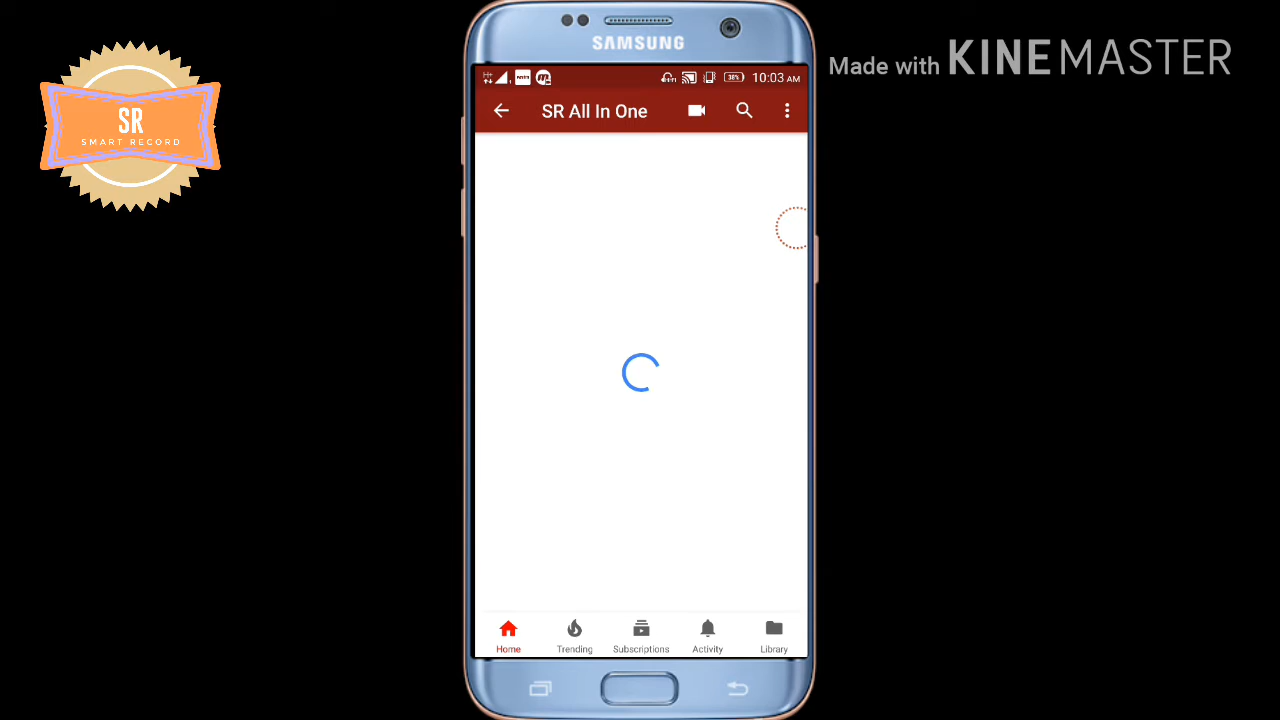 SAMSUNG
Made with KINEMASTER
SR
SMART RECORD
38%
10:03 AM
SR All In One
Home
Trending
Subscriptions
Activity
Library